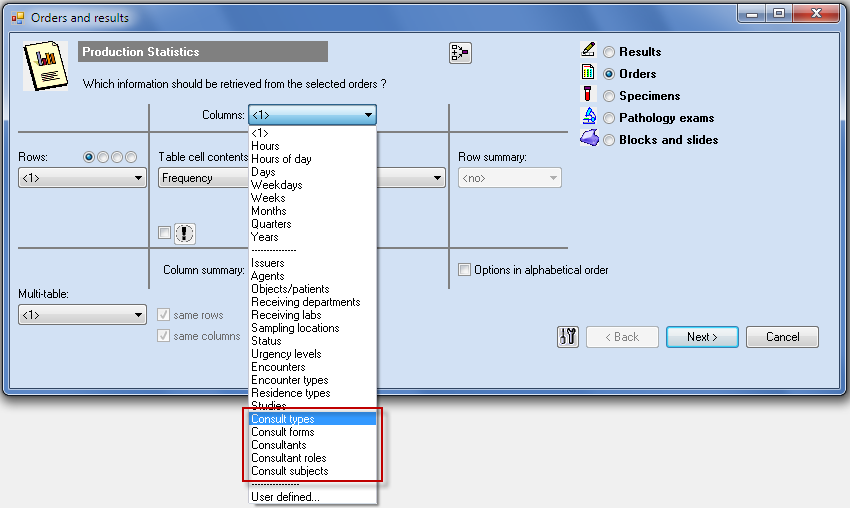 Orders and results
Production Statistics
Which information should be retrieved from the selected orders ?
Results
Orders
Specimens
Pathology exams
Blocks and slides
Columns: <1>
<1>
Hours
Hours of day
Days
Weekdays
Weeks
Months
Quarters
Years
---------------
Issuers
Agents
Objects/patients
Receiving departments
Receiving labs
Sampling locations
Status
Urgency levels
Encounters
Encounter types
Residence types
Studies
Consult types
Consult forms
Consultants
Consultant roles
Consult subjects
----------------
User defined...
Rows:
<1>
Table cell contents
Frequency
Row summary:
<no>
Column summary:
Options in alphabetical order
Multi-table:
<1>
same rows
same columns
< Back
Next >
Cancel